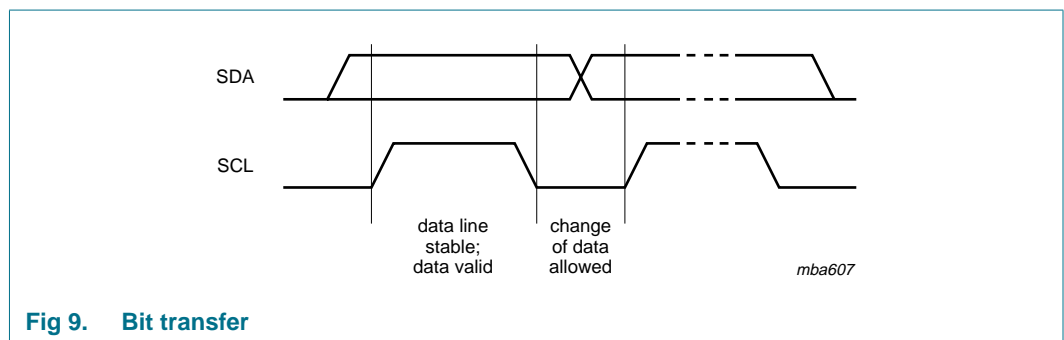 SDA
SCL
data line
stable;
data valid
change
of data
allowed
mba607
Fig 9. Bit transfer